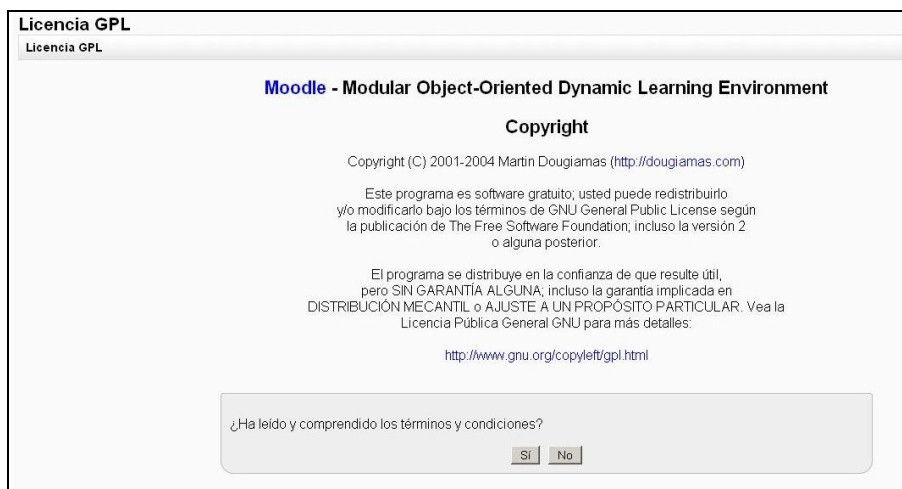 Licencia GPL
Licencia GPL
Moodle - Modular Object-Oriented Dynamic Learning Environment
Copyright
Copyright (C) 2001-2004 Martin Dougiamas (http://dougiamas.com)
Este programa es software gratuito; usted puede redistribuirlo
y/o modificarlo bajo los términos de GNU General Public License según
la publicación de The Free Software Foundation; incluso la versión 2
o alguna posterior.
El programa se distribuye en la confianza de que resulte útil,
pero SIN GARANTÍA ALGUNA; incluso la garantía implicada en
DISTRIBUCIÓN MECANTIL o AJUSTE A UN PROPÓSITO PARTICULAR. Vea la
Licencia Pública General GNU para más detalles:
http://www.gnu.org/copyleft/gpl.html
¿Ha leído y comprendido los términos y condiciones?
Sí No